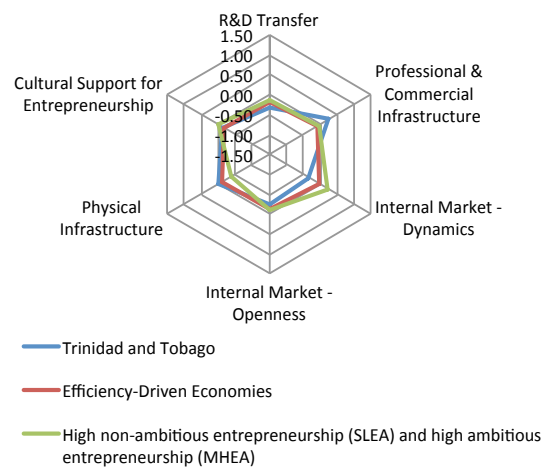 R&D Transfer
1.50
1.00
0.50
0.00
-0.50
-1.00
-1.50
Professional &
Commercial
Infrastructure
Internal Market -
Dynamics
Internal Market -
Openness
Physical
Infrastructure
Cultural Support for
Entrepreneurship
Trinidad and Tobago
Efficiency-Driven Economies
High non-ambitious entrepreneurship (SLEA) and high ambitious
entrepreneurship (MHEA)